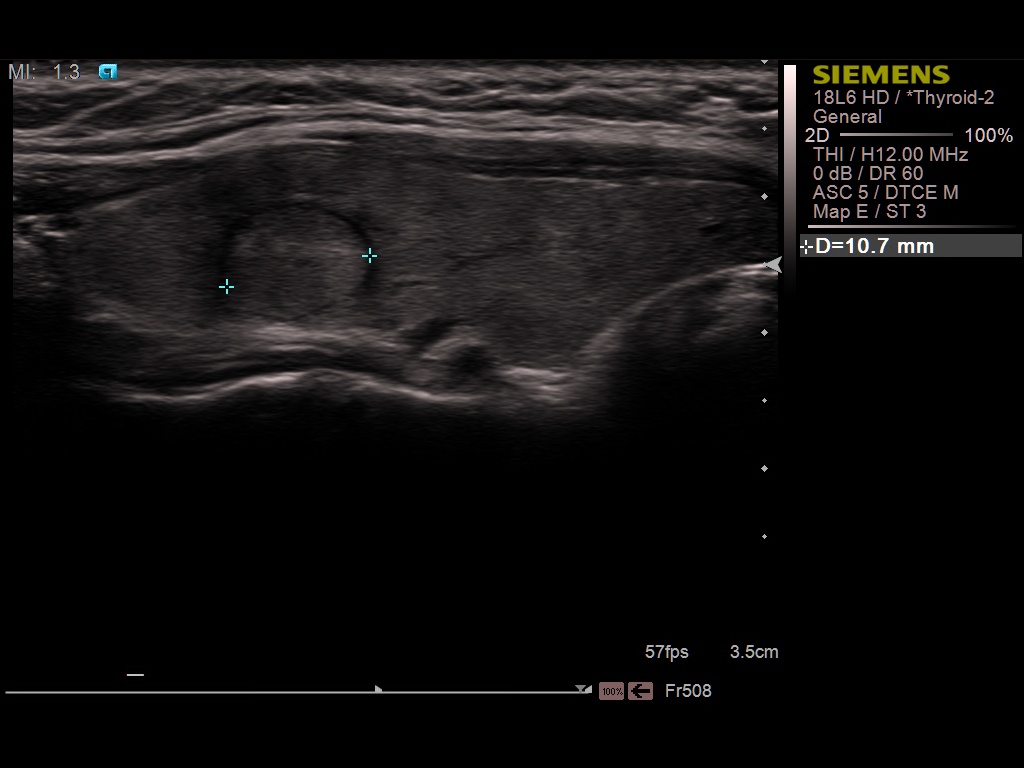 MI: 1.3
SIEMENS
18L6 HD / *Thyroid-2
General
2D 100%
THI / H12.00 MHz
0 dB / DR 60
ASC 5 / DTCE M
Map E / ST 3
D=10.7 mm
57fps 3.5cm
100% Fr508